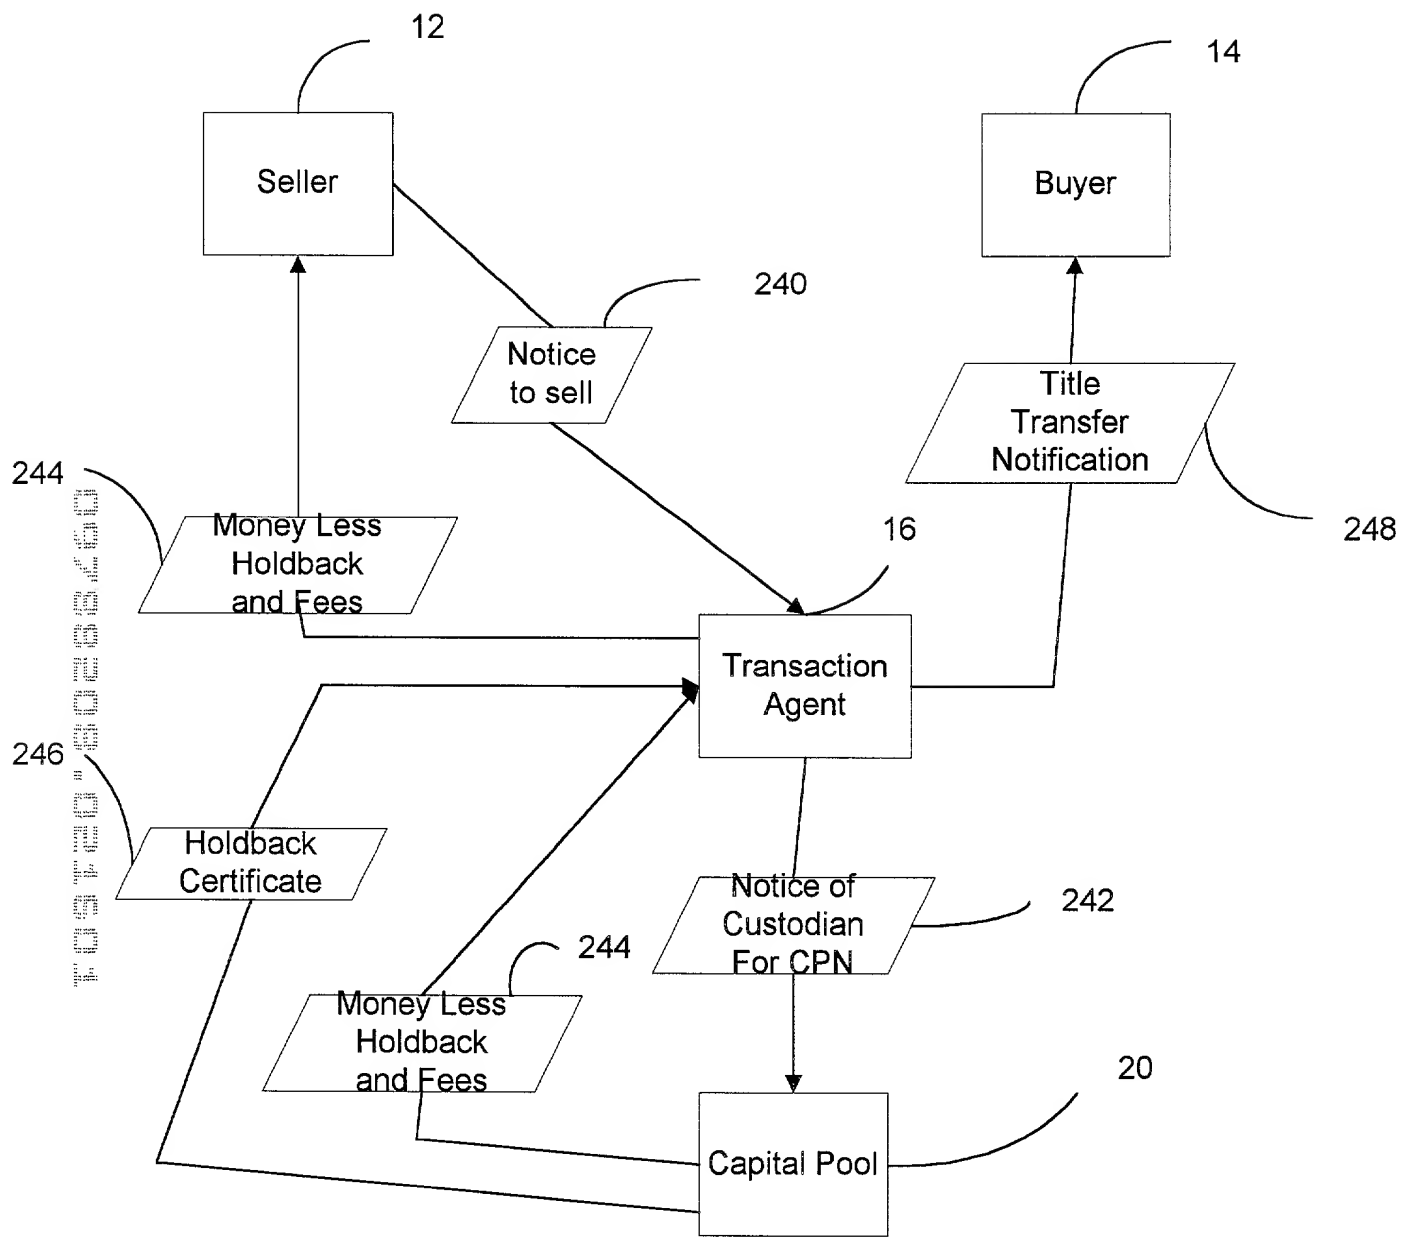 12
14
Seller
Buyer
240
Notice
to sell
Title
Transfer
Notification
244
248
Money Less
Holdback
and Fees
16
Transaction
Agent
246
Holdback
Certificate
Notice of
Custodian
For CPN
242
244
Money Less
Holdback
and Fees
20
Capital Pool